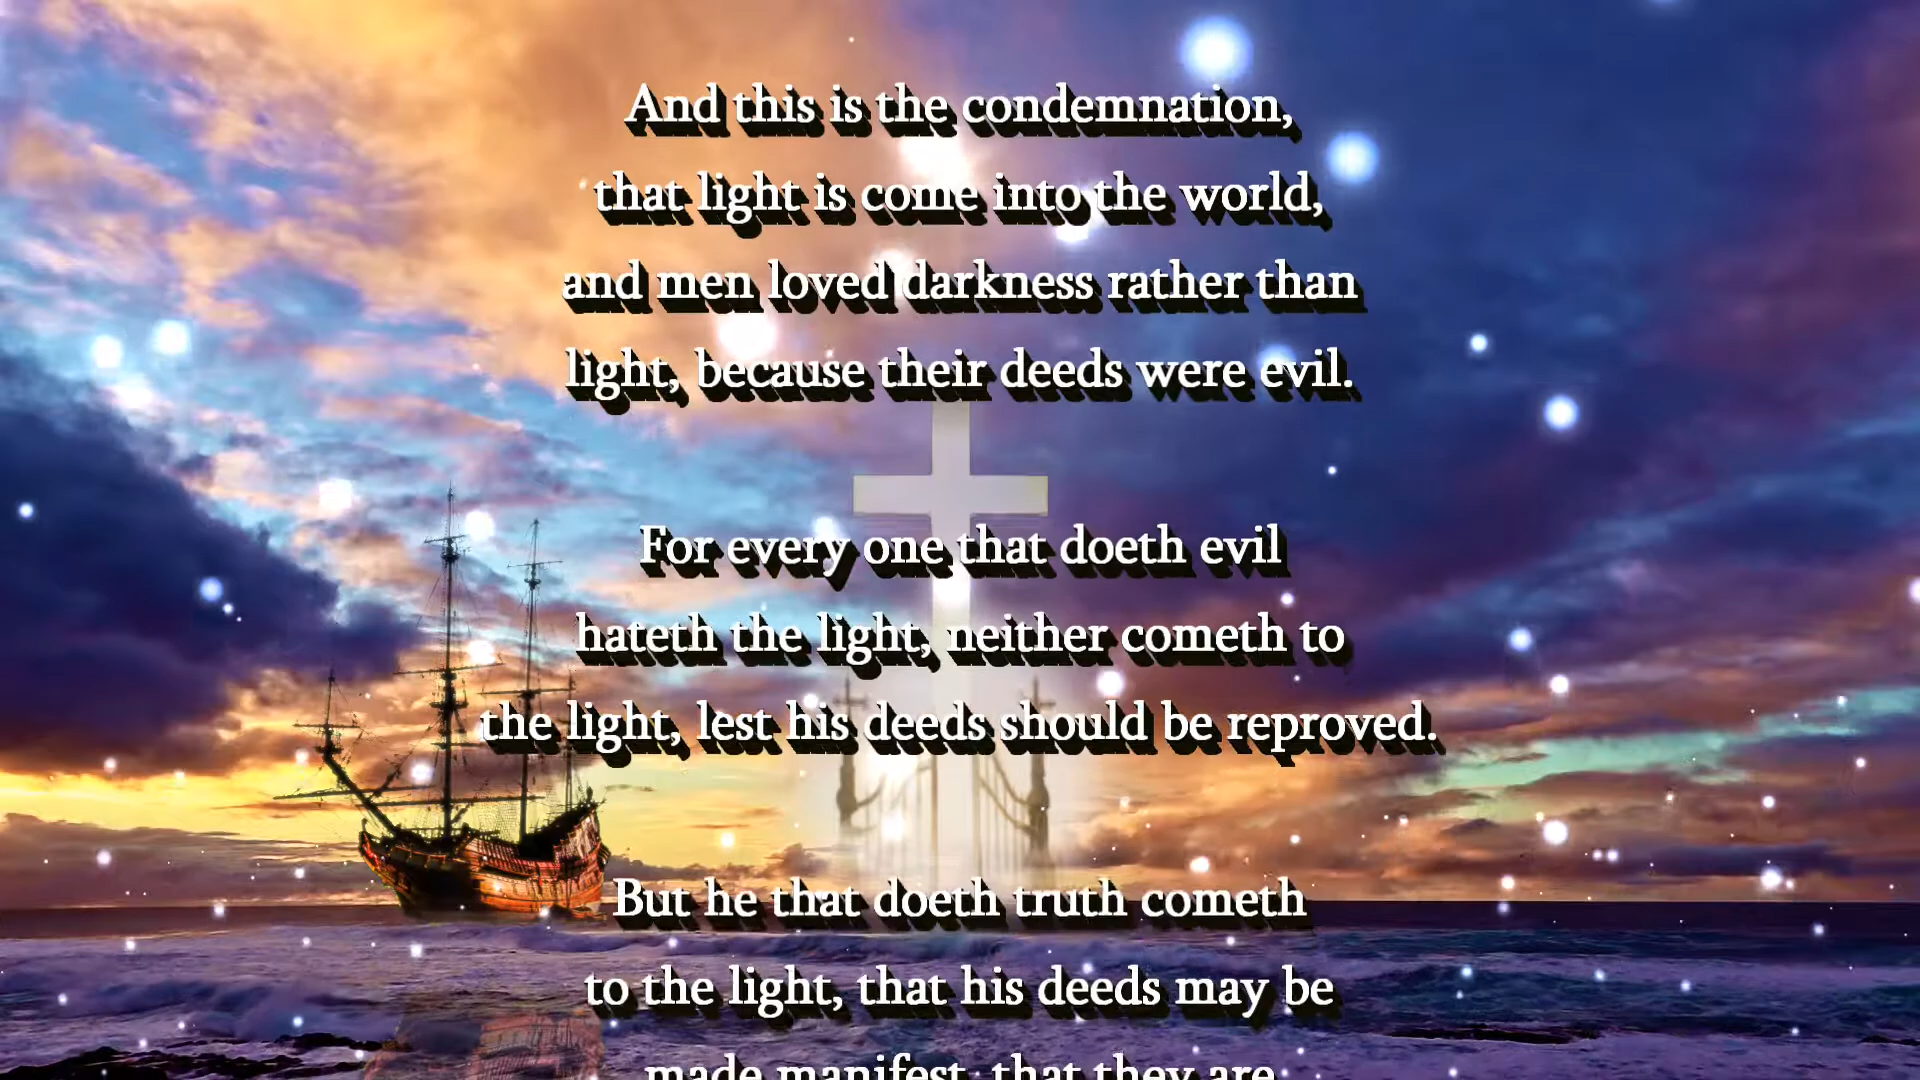 And this is the condemnation,
that light is come into the world,
and men loved darkness rather than
light, because their deeds were evil.
For every one that doeth evil
hateth the light, neither cometh to
the light, lest his deeds should be reproved.
But he that doeth truth cometh
to the light, that his deeds may be
made manifest, that they are